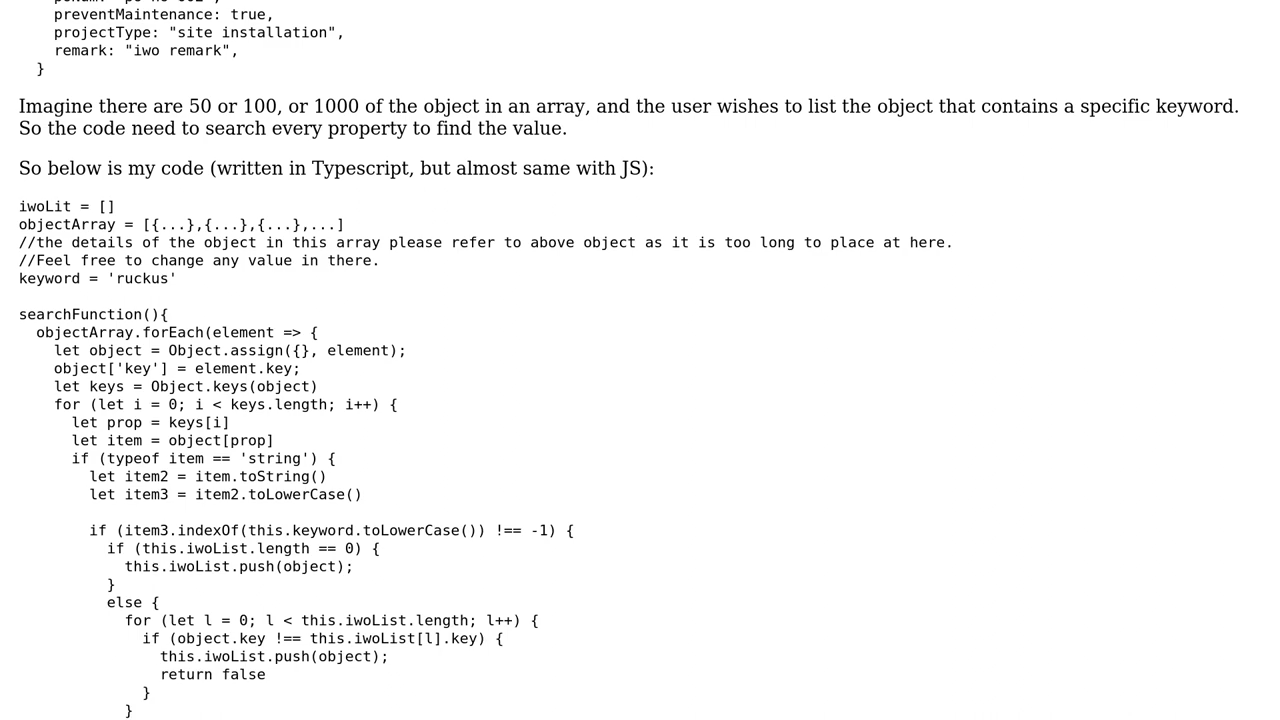 preventMaintenance: true,
projectType: "site installation",
remark: "iwo remark",
}
Imagine there are 50 or 100, or 1000 of the object in an array, and the user wishes to list the object that contains a specific keyword.
So the code need to search every property to find the value.
So below is my code (written in Typescript, but almost same with JS):
iwoLit = []
objectArray = [{...},{...},{...},...]
//the details of the object in this array please refer to above object as it is too long to place at here.
//Feel free to change any value in there.
keyword = 'ruckus'
searchFunction(){
objectArray.forEach(element => {
let object = Object.assign({}, element);
object['key'] = element.key;
let keys = Object.keys(object)
for (let i = 0; i < keys.length; i++) {
let prop = keys[i]
let item = object[prop]
if (typeof item == 'string') {
let item2 = item.toString()
let item3 = item2.toLowerCase()
if (item3.indexOf(this.keyword.toLowerCase()) !== -1) {
if (this.iwoList.length == 0) {
this.iwoList.push(object);
}
else {
for (let l = 0; l < this.iwoList.length; l++) {
if (object.key !== this.iwoList[l].key) {
this.iwoList.push(object);
return false
}
}